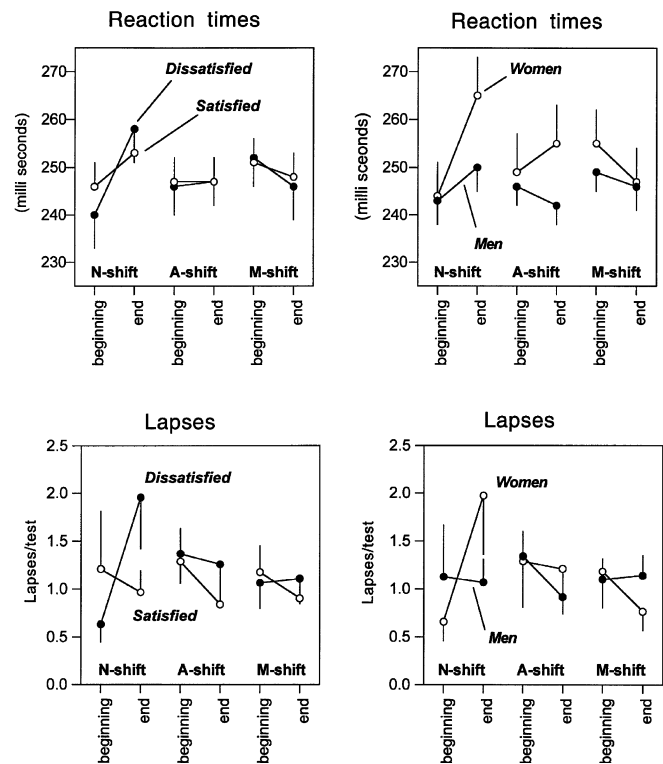 Reaction times
(milli seconds)
270
260
250
240
230
Dissatisfied
Satisfied
N-shift A-shift M-shift
beginning end beginning end beginning end
Reaction times
(milli sceonds)
270
260
250
240
230
Women
Men
N-shift A-shift M-shift
beginning end beginning end beginning end
Lapses
Lapses/test
2.5
2.0
1.5
1.0
0.5
0.0
Dissatisfied
Satisfied
N-shift A-shift M-shift
beginning end beginning end beginning end
Lapses
Lapses/test
2.5
2.0
1.5
1.0
0.5
0.0
Women
Men
N-shift A-shift M-shift
beginning end beginning end beginning end